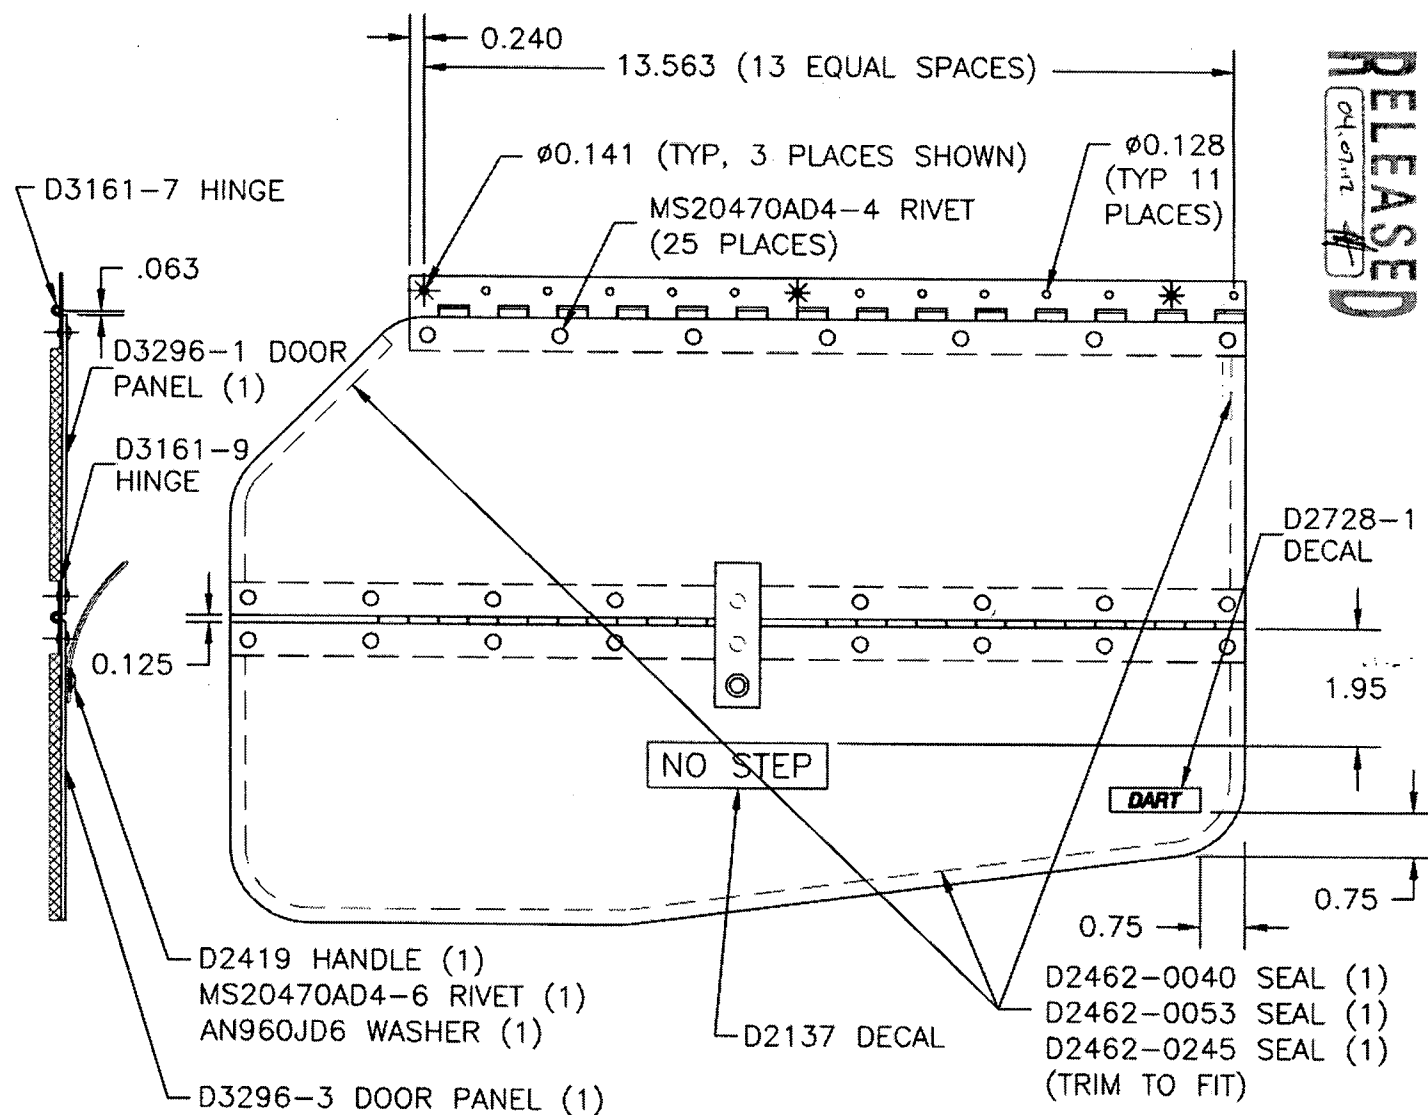 0.240
13.563 (13 EQUAL SPACES)
RELEASED
04.07.12
Ø0.141 (TYP, 3 PLACES SHOWN)
Ø0.128
(TYP 11
PLACES)
D3161-7 HINGE
MS20470AD4-4 RIVET
(25 PLACES)
.063
D3296-1 DOOR
PANEL (1)
D3161-9
HINGE
D2728-1
DECAL
0.125
1.95
NO STEP
DART
0.75
0.75
D2419 HANDLE (1)
MS20470AD4-6 RIVET (1)
AN960JD6 WASHER (1)
D2137 DECAL
D2462-0040 SEAL (1)
D2462-0053 SEAL (1)
D2462-0245 SEAL (1)
(TRIM TO FIT)
D3296-3 DOOR PANEL (1)